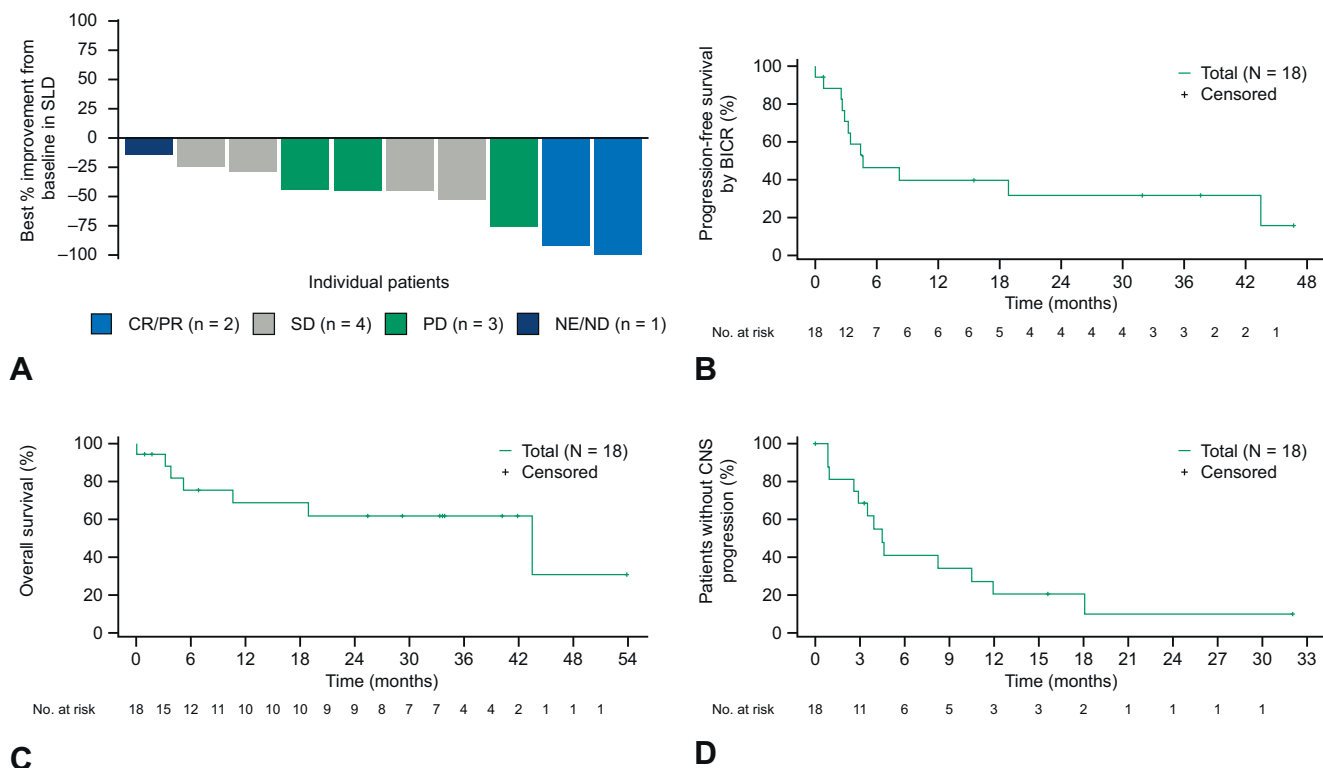 100
75
50
25
0
−25
−50
−75
−100
Best % improvement from
baseline in SLD
Individual patients
CR/PR (n = 2) SD (n = 4) PD (n = 3) NE/ND (n = 1)
A
100
80
60
40
20
0
Progression-free survival
by BICR (%)
Total (N = 18)
+ Censored
0 6 12 18 24 30 36 42 48
Time (months)
No. at risk 18 12 7 6 6 6 5 4 4 4 4 3 3 2 2 1
B
100
80
60
40
20
0
Overall survival (%)
Total (N = 18)
+ Censored
0 6 12 18 24 30 36 42 48 54
Time (months)
No. at risk 18 15 12 11 10 10 10 9 9 8 7 7 4 4 2 1 1 1
C
100
80
60
40
20
0
Patients without CNS
progression (%)
Total (N = 18)
+ Censored
0 3 6 9 12 15 18 21 24 27 30 33
Time (months)
No. at risk 18 11 6 5 3 3 2 1 1 1 1
D